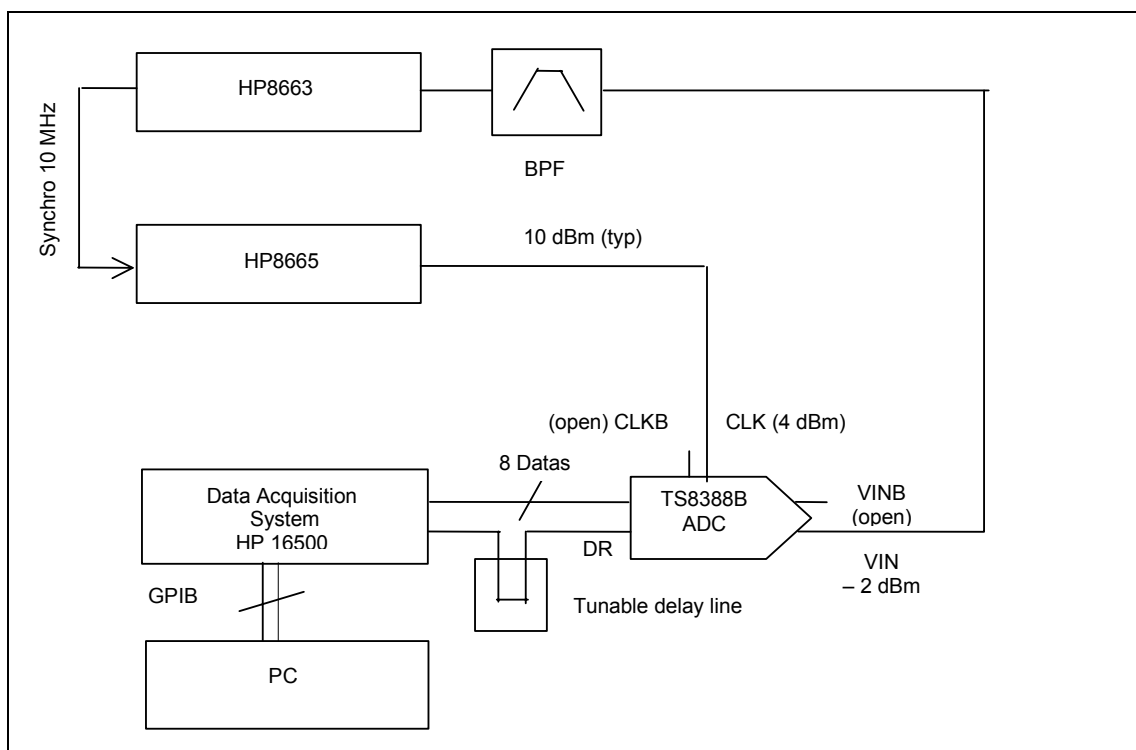 HP8663
BPF
Synchro 10 MHz
HP8665
10 dBm (typ)
(open) CLKB
CLK (4 dBm)
8 Datas
Data Acquisition
System
HP 16500
TS8388B
ADC
VINB
(open)
DR
VIN
– 2 dBm
GPIB
Tunable delay line
PC